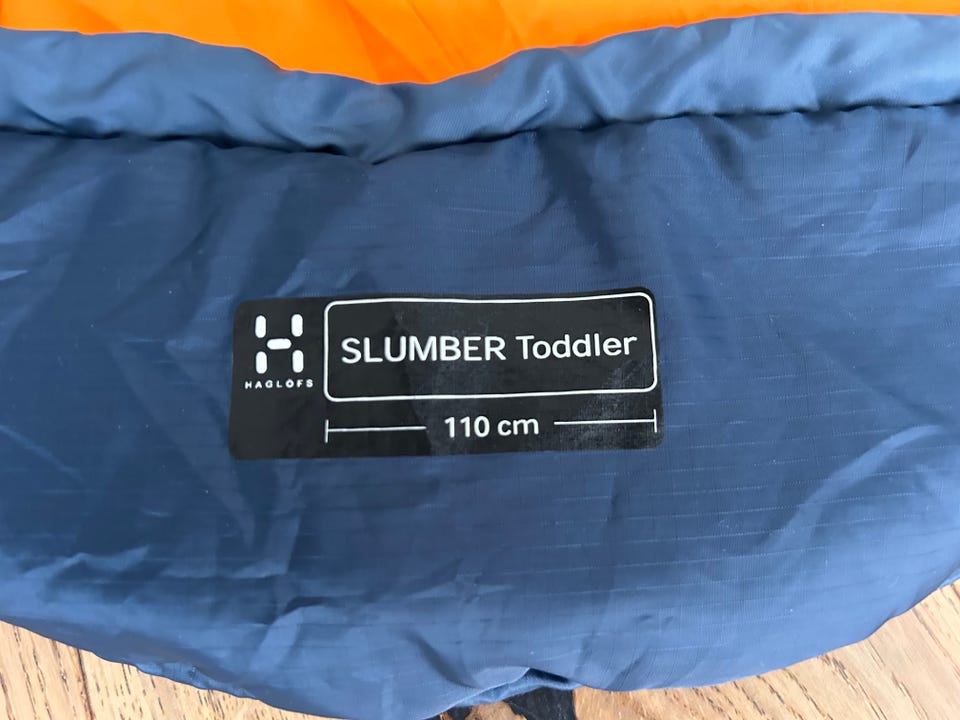 SLUMBER Toddler
HAGLÖFS
110 cm